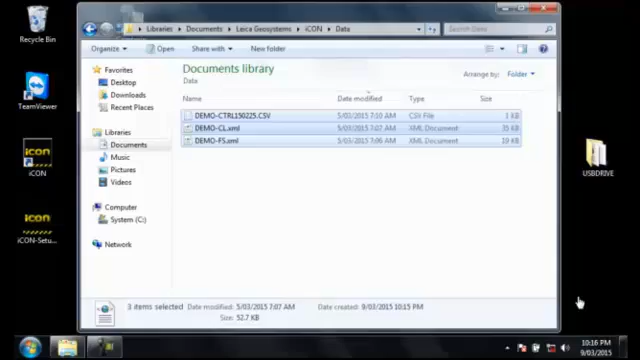 Recycle Bin
TeamViewer
iCON
iCON
iCON
iCON-Setu...
USBDRIVE
Libraries Documents Leica Geosystems iCON Data
Search Data
Organize Open Share with New folder
Favorites
Desktop
Downloads
Recent Places
Libraries
Documents
Music
Pictures
Videos
Computer
System (C:)
Network
Documents library
Data
Arrange by: Folder
Name Date modified Type Size
DEMO-CTRL150225.CSV 5/03/2015 7:10 AM CSV File 1 KB
DEMO-CL.xml 5/03/2015 7:07 AM XML Document 35 KB
DEMO-FS.xml 5/03/2015 7:06 AM XML Document 19 KB
3 items selected Date modified: 5/03/2015 7:07 AM Date created: 9/03/2015 10:15 PM
Size: 52.7 KB
10:16 PM
9/03/2015